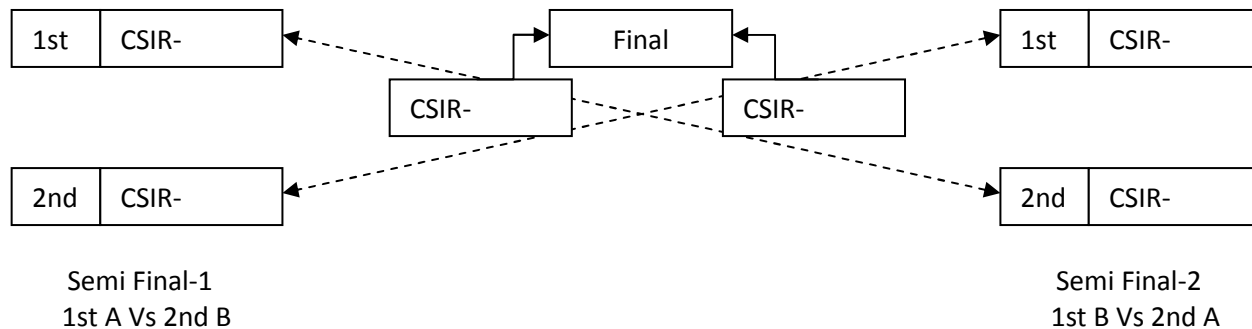 1st CSIR-
Final
1st CSIR-
CSIR-
CSIR-
2nd CSIR-
2nd CSIR-
Semi Final-1
1st A Vs 2nd B
Semi Final-2
1st B Vs 2nd A